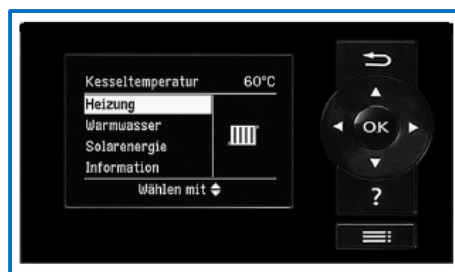 Kesseltemperatur 60°C
Heizung
Warmwasser
Solarenergie
Information
Wählen mit
OK
?